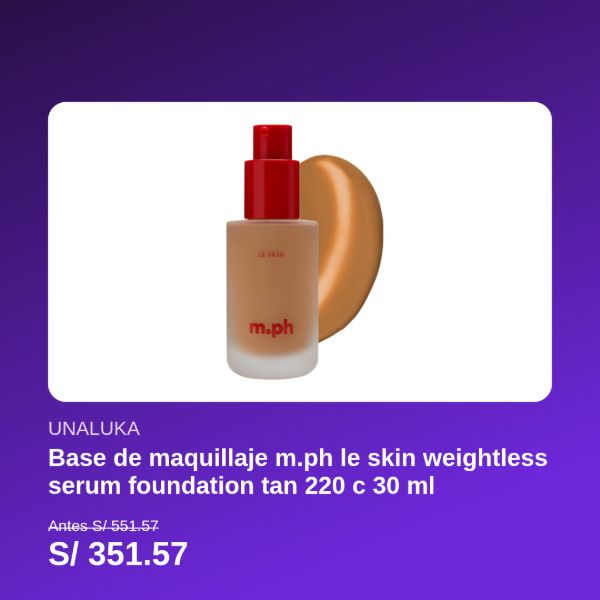 LE SKIN
m.ph
UNALUKA
Base de maquillaje m.ph le skin weightless
serum foundation tan 220 c 30 ml
Antes S/ 551.57
S/ 351.57